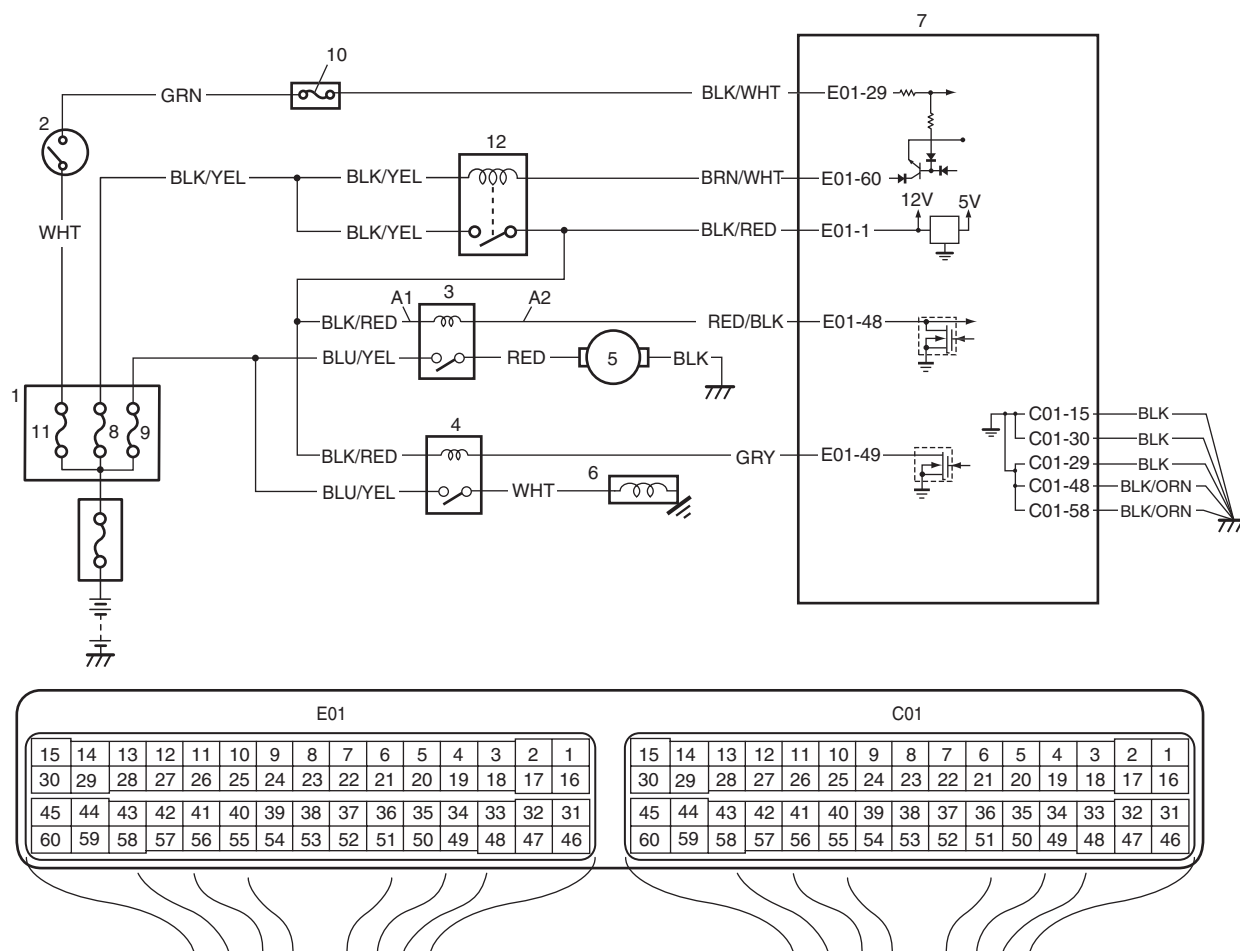 7
10
GRN
BLK/WHT
E01-29
2
12
BLK/YEL
BLK/YEL
BRN/WHT
E01-60
12V
5V
WHT
BLK/YEL
BLK/RED
E01-1
A1
3
A2
BLK/RED
RED/BLK
E01-48
BLU/YEL
RED
5
BLK
1
11
8
9
4
BLK/RED
GRY
E01-49
BLU/YEL
WHT
6
C01-15
BLK
C01-30
BLK
C01-29
BLK
C01-48
BLK/ORN
C01-58
BLK/ORN
E01
C01
15 14 13 12 11 10 9 8 7 6 5 4 3 2 1
30 29 28 27 26 25 24 23 22 21 20 19 18 17 16
45 44 43 42 41 40 39 38 37 36 35 34 33 32 31
60 59 58 57 56 55 54 53 52 51 50 49 48 47 46
15 14 13 12 11 10 9 8 7 6 5 4 3 2 1
30 29 28 27 26 25 24 23 22 21 20 19 18 17 16
45 44 43 42 41 40 39 38 37 36 35 34 33 32 31
60 59 58 57 56 55 54 53 52 51 50 49 48 47 46